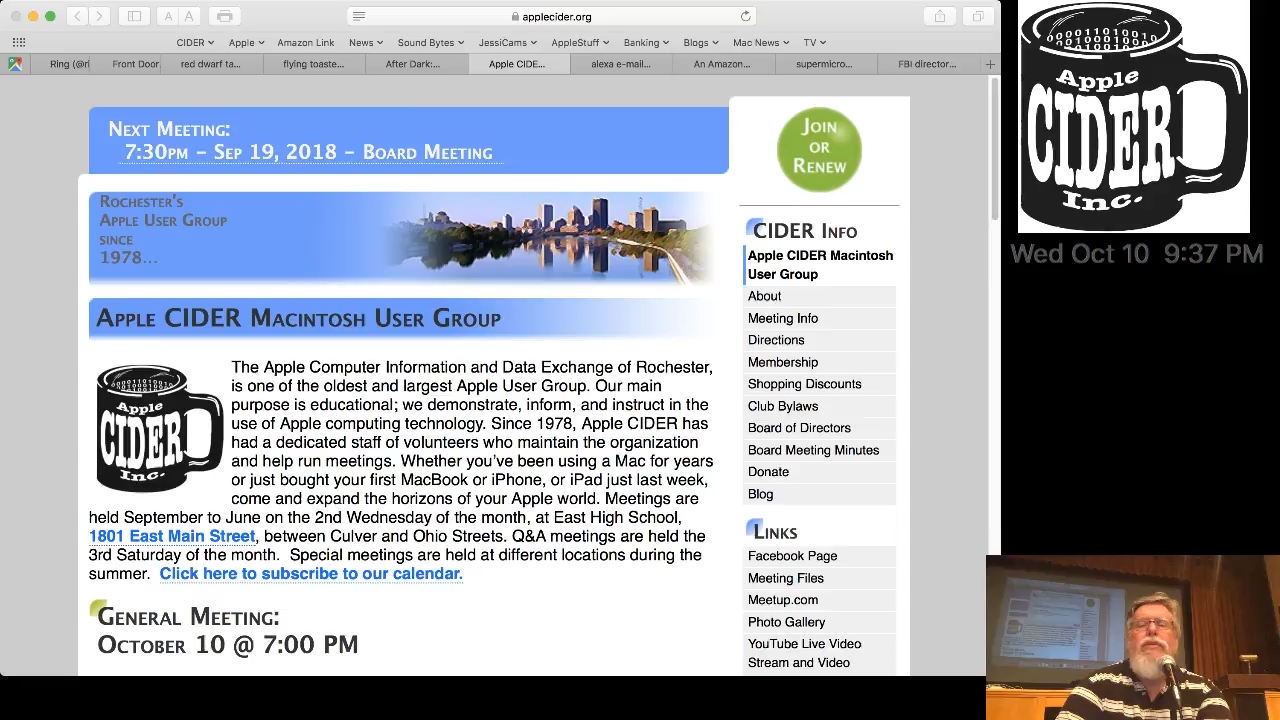 applecider.org
CIDER Apple Amazon Link News Sound Bytes JessiCams AppleStuff Banking Blogs Mac News TV
Ring (@ri Front Door red dwarf ta... flying toaste... After Dark:... Apple CIDE... alexa e-mail... An Amazon... supermicro... FBI director...
Next Meeting:
7:30pm – Sep 19, 2018 – Board Meeting
Rochester's
Apple User Group
since
1978...
Apple CIDER Macintosh User Group
Apple
CIDER
Inc.
The Apple Computer Information and Data Exchange of Rochester,
is one of the oldest and largest Apple User Group. Our main
purpose is educational; we demonstrate, inform, and instruct in the
use of Apple computing technology. Since 1978, Apple CIDER has
had a dedicated staff of volunteers who maintain the organization
and help run meetings. Whether you've been using a Mac for years
or just bought your first MacBook or iPhone, or iPad just last week,
come and expand the horizons of your Apple world. Meetings are
held September to June on the 2nd Wednesday of the month, at East High School,
1801 East Main Street, between Culver and Ohio Streets. Q&A meetings are held the
3rd Saturday of the month. Special meetings are held at different locations during the
summer. Click here to subscribe to our calendar.
General Meeting:
October 10 @ 7:00 PM
Join
or
Renew
CIDER Info
Apple CIDER Macintosh
User Group
About
Meeting Info
Directions
Membership
Shopping Discounts
Club Bylaws
Board of Directors
Board Meeting Minutes
Donate
Blog
Links
Facebook Page
Meeting Files
Meetup.com
Photo Gallery
YouTube Live Video
Stream and Video
Apple
CIDER
Inc.
Wed Oct 10 9:37 PM